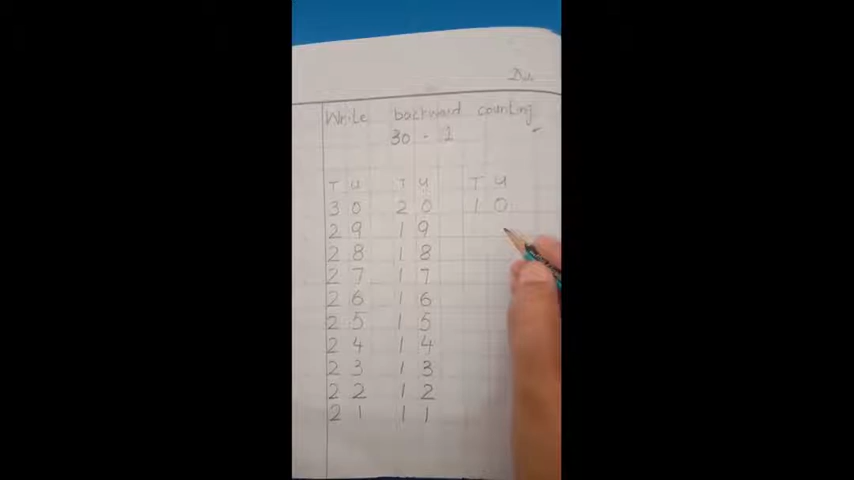 Date
Write backward counting
30 - 1
T U T U T U
3 0 2 0 1 0
2 9 1 9
2 8 1 8
2 7 1 7
2 6 1 6
2 5 1 5
2 4 1 4
2 3 1 3
2 2 1 2
2 1 1 1